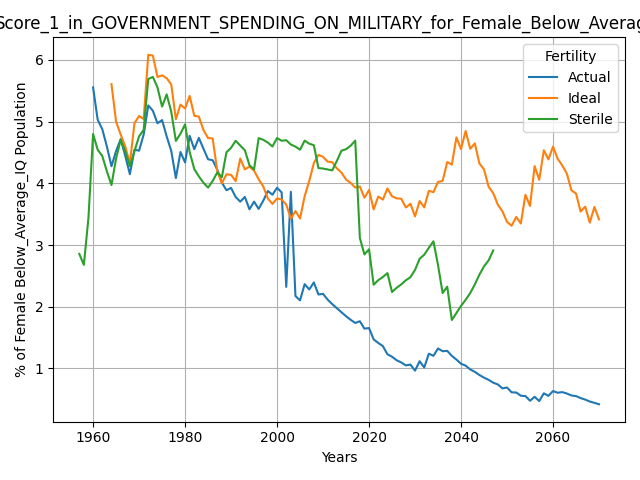 Score_1_in_GOVERNMENT_SPENDING_ON_MILITARY_for_Female_Below_Averag
Fertility
Actual
Ideal
Sterile
% of Female Below_Average_IQ Population
6
5
4
3
2
1
1960 1980 2000 2020 2040 2060
Years